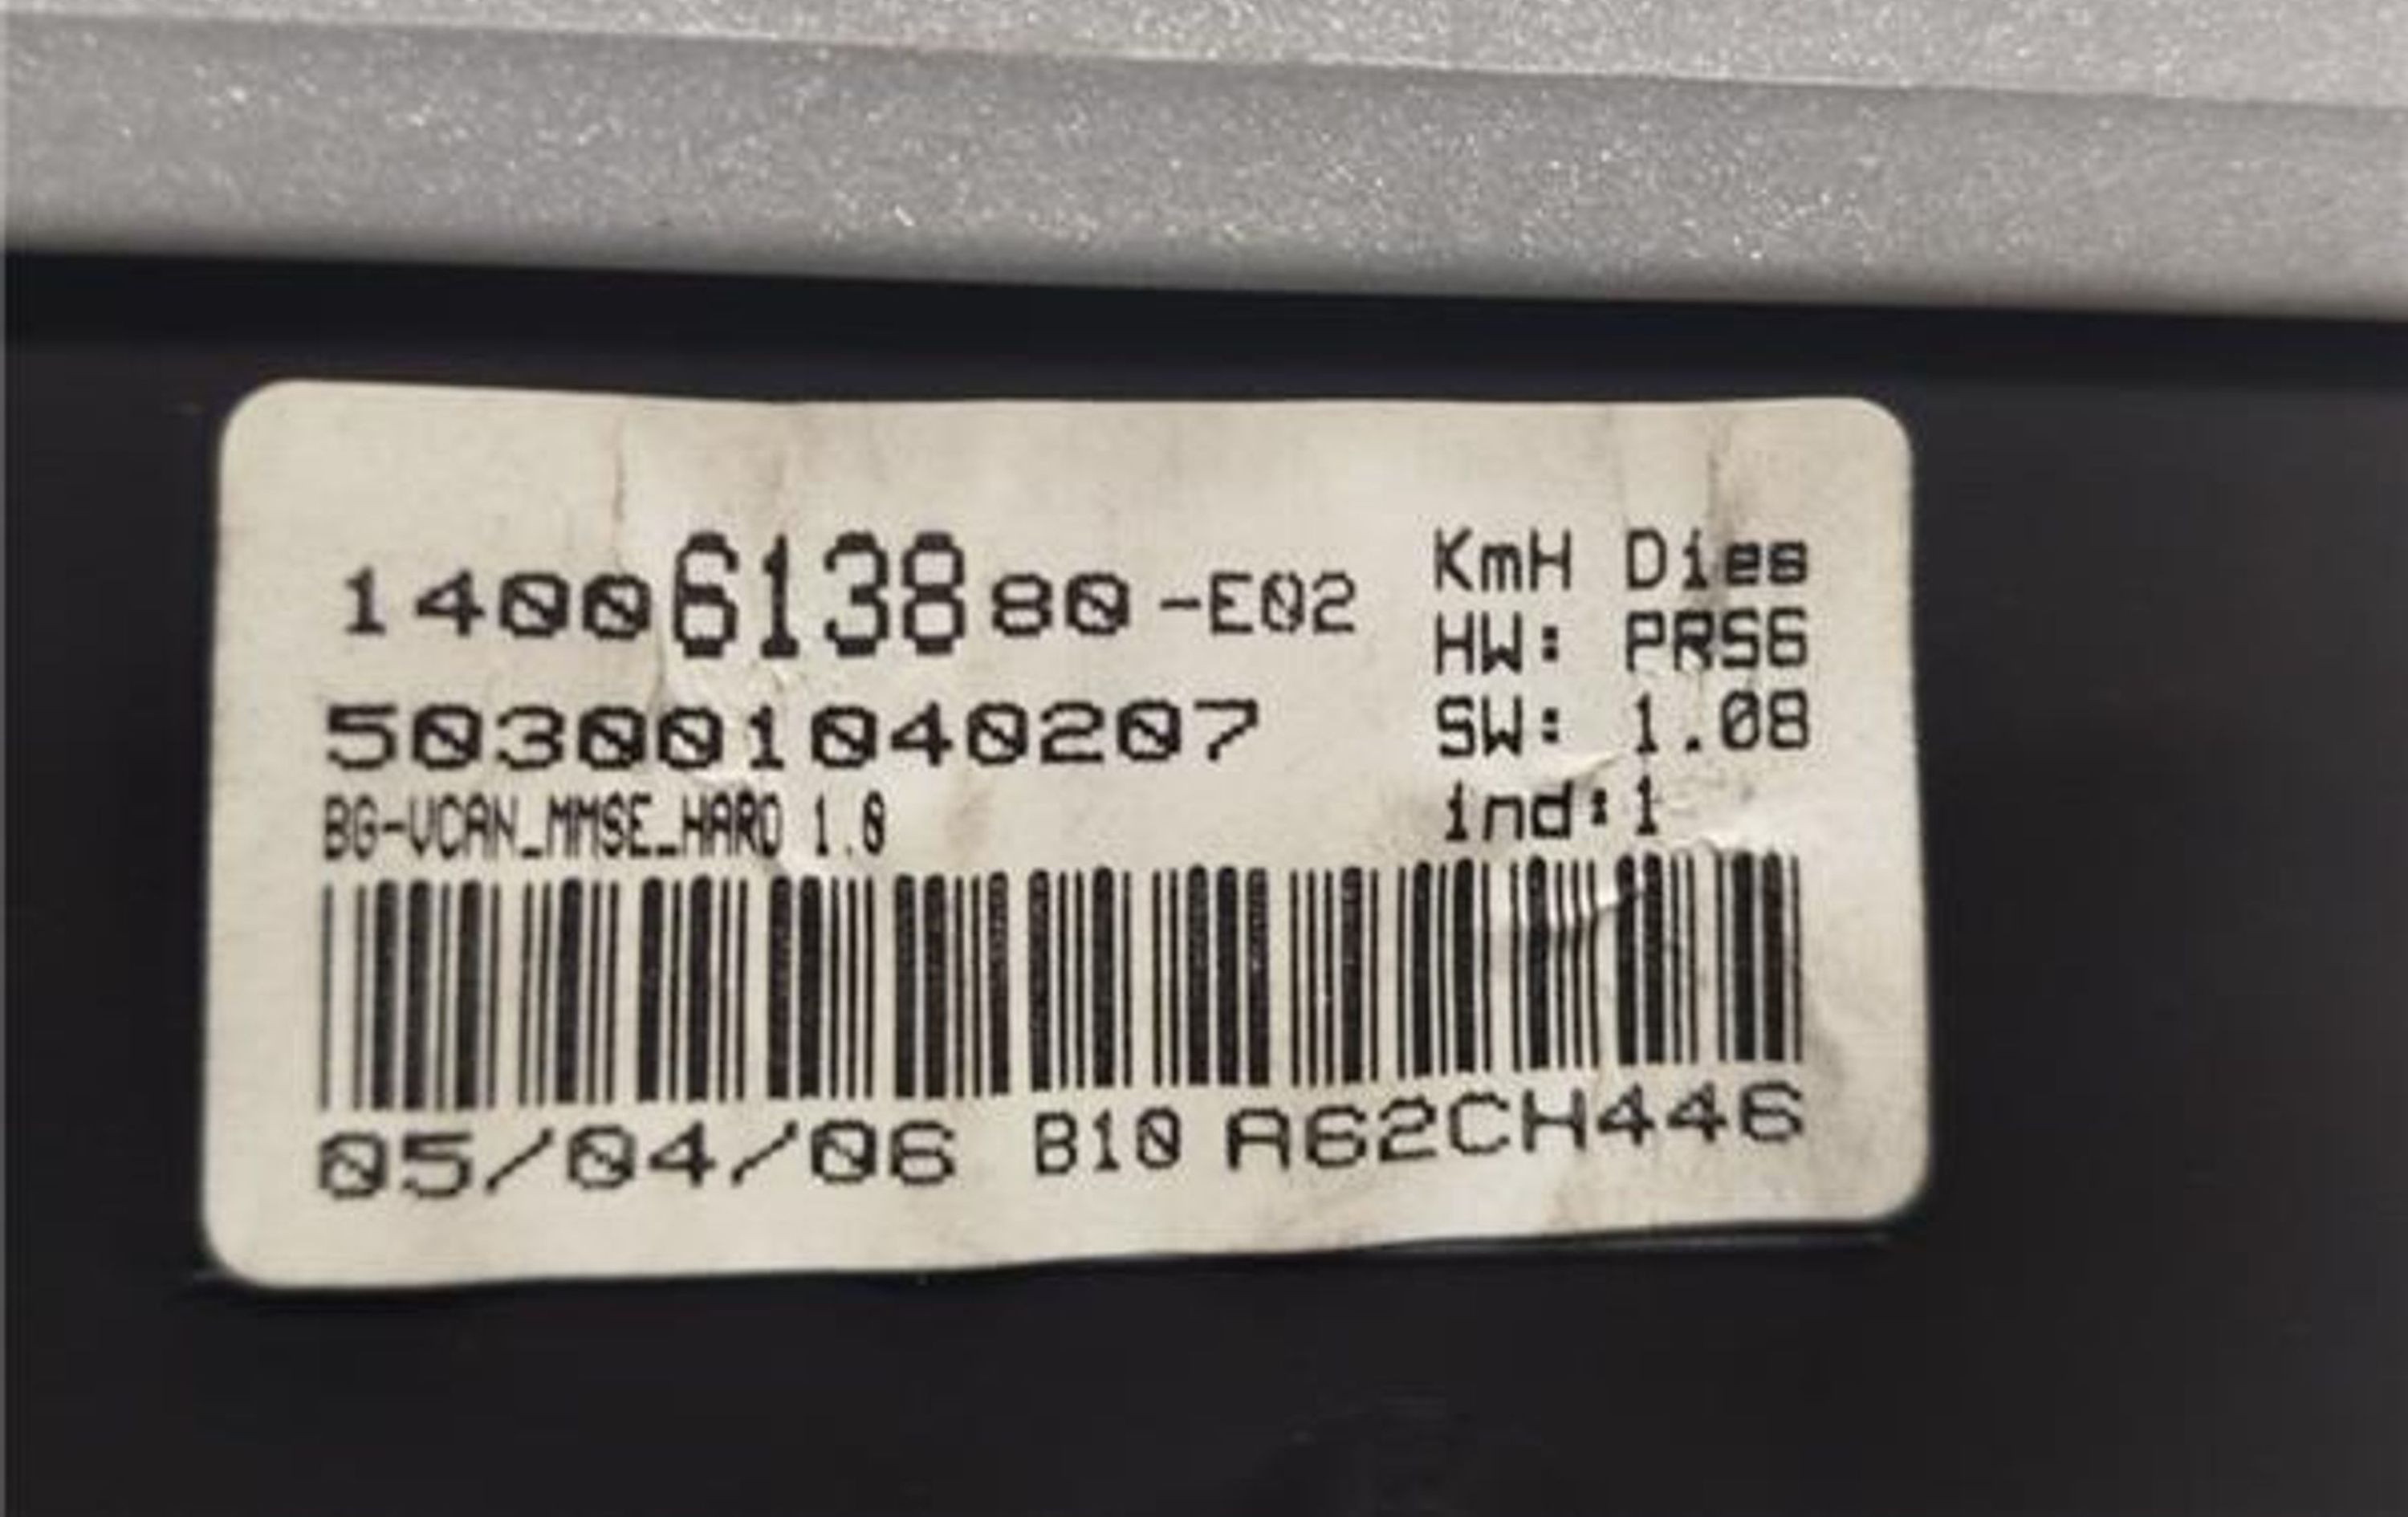 1400613880-E02
503001040207
BG-VCAN_MMSE_HARD 1.0
KmH Dies
HW: PRS6
SW: 1.08
ind:1
05/04/06 B10 A62CH446